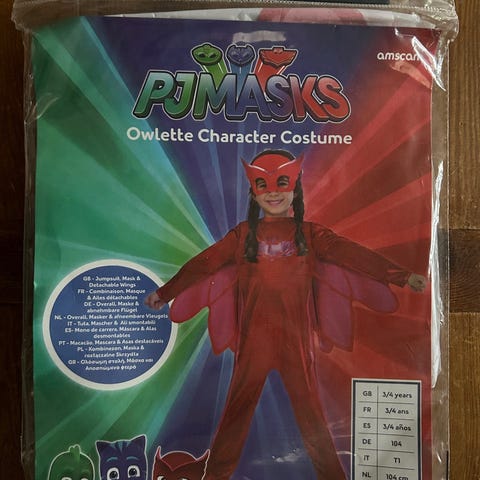 amscan
PJMASKS
Owlette Character Costume
GB - Jumpsuit, Mask &
Detachable Wings
FR - Combinaison, Masque
& Ailes détachables
DE - Overall, Maske &
abnehmbare Flügel
NL - Overall, Masker & afneembare Vleugels
IT - Tuta, Mascher & Ali smontabili
ES - Mono de carrera, Máscara & Alas
desmontables
PT - Macacão, Mascara & Asas destacáveis
PL - Kombinezon, Maska &
rozłączalne Skrzydła
GR - Ολόσωμη στολή, Μάσκα και
Αποσπώμενα φτερά
GB 3/4 years
FR 3/4 ans
ES 3/4 años
DE 104
IT T1
NL 104 cm